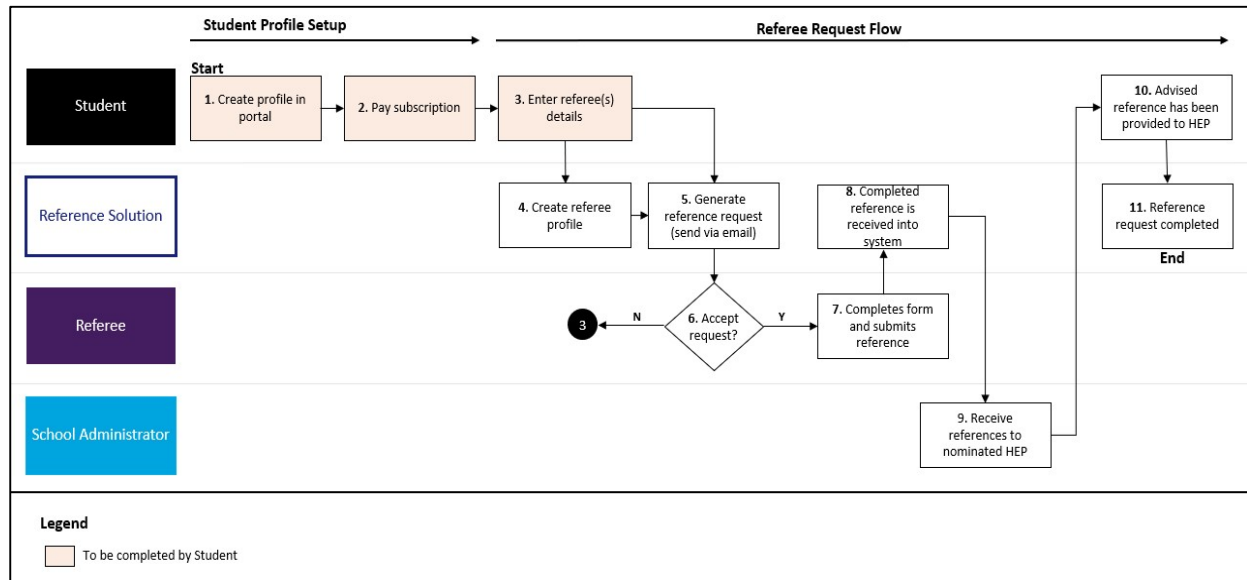 Student Profile Setup
Referee Request Flow
Start
Student
1. Create profile in
portal
2. Pay subscription
3. Enter referee(s)
details
10. Advised
reference has been
provided to HEP
Reference Solution
4. Create referee
profile
5. Generate
reference request
(send via email)
8. Completed
reference is
received into
system
11. Reference
request completed
End
Referee
3
N
6. Accept
request?
Y
7. Completes form
and submits
reference
School Administrator
9. Receive
references to
nominated HEP
Legend
To be completed by Student